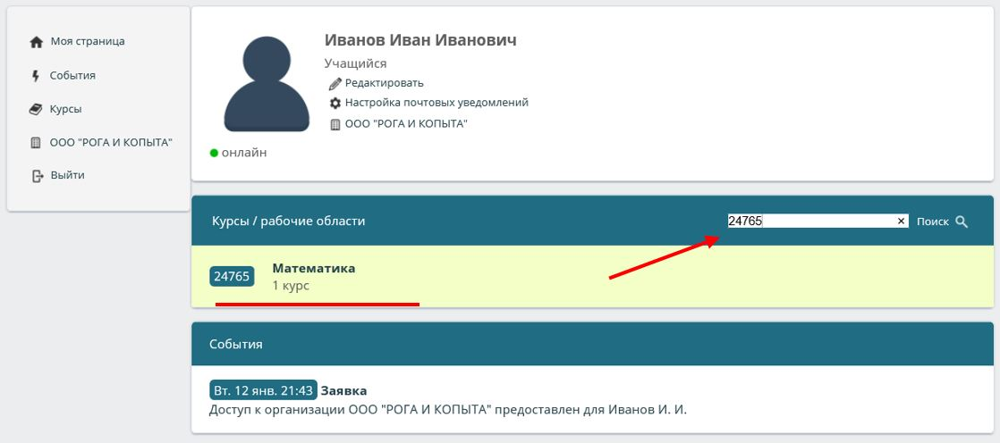 Моя страница
События
Курсы
ООО "РОГА И КОПЫТА"
Выйти
Иванов Иван Иванович
Учащийся
Редактировать
Настройка почтовых уведомлений
ООО "РОГА И КОПЫТА"
онлайн
Курсы / рабочие области
24765 × Поиск
24765 Математика
1 курс
События
Вт. 12 янв. 21:43 Заявка
Доступ к организации ООО "РОГА И КОПЫТА" предоставлен для Иванов И. И.